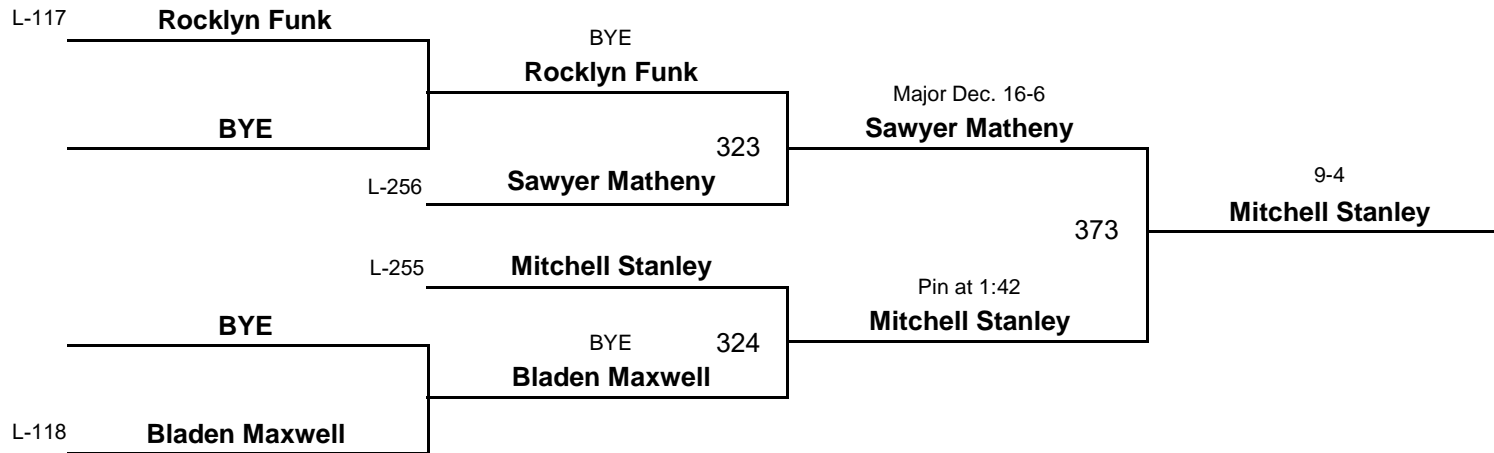 L-117
Rocklyn Funk
BYE
Rocklyn Funk
Major Dec. 16-6
Sawyer Matheny
BYE
323
L-256
Sawyer Matheny
9-4
Mitchell Stanley
373
L-255
Mitchell Stanley
Pin at 1:42
Mitchell Stanley
BYE
BYE
324
Bladen Maxwell
L-118
Bladen Maxwell